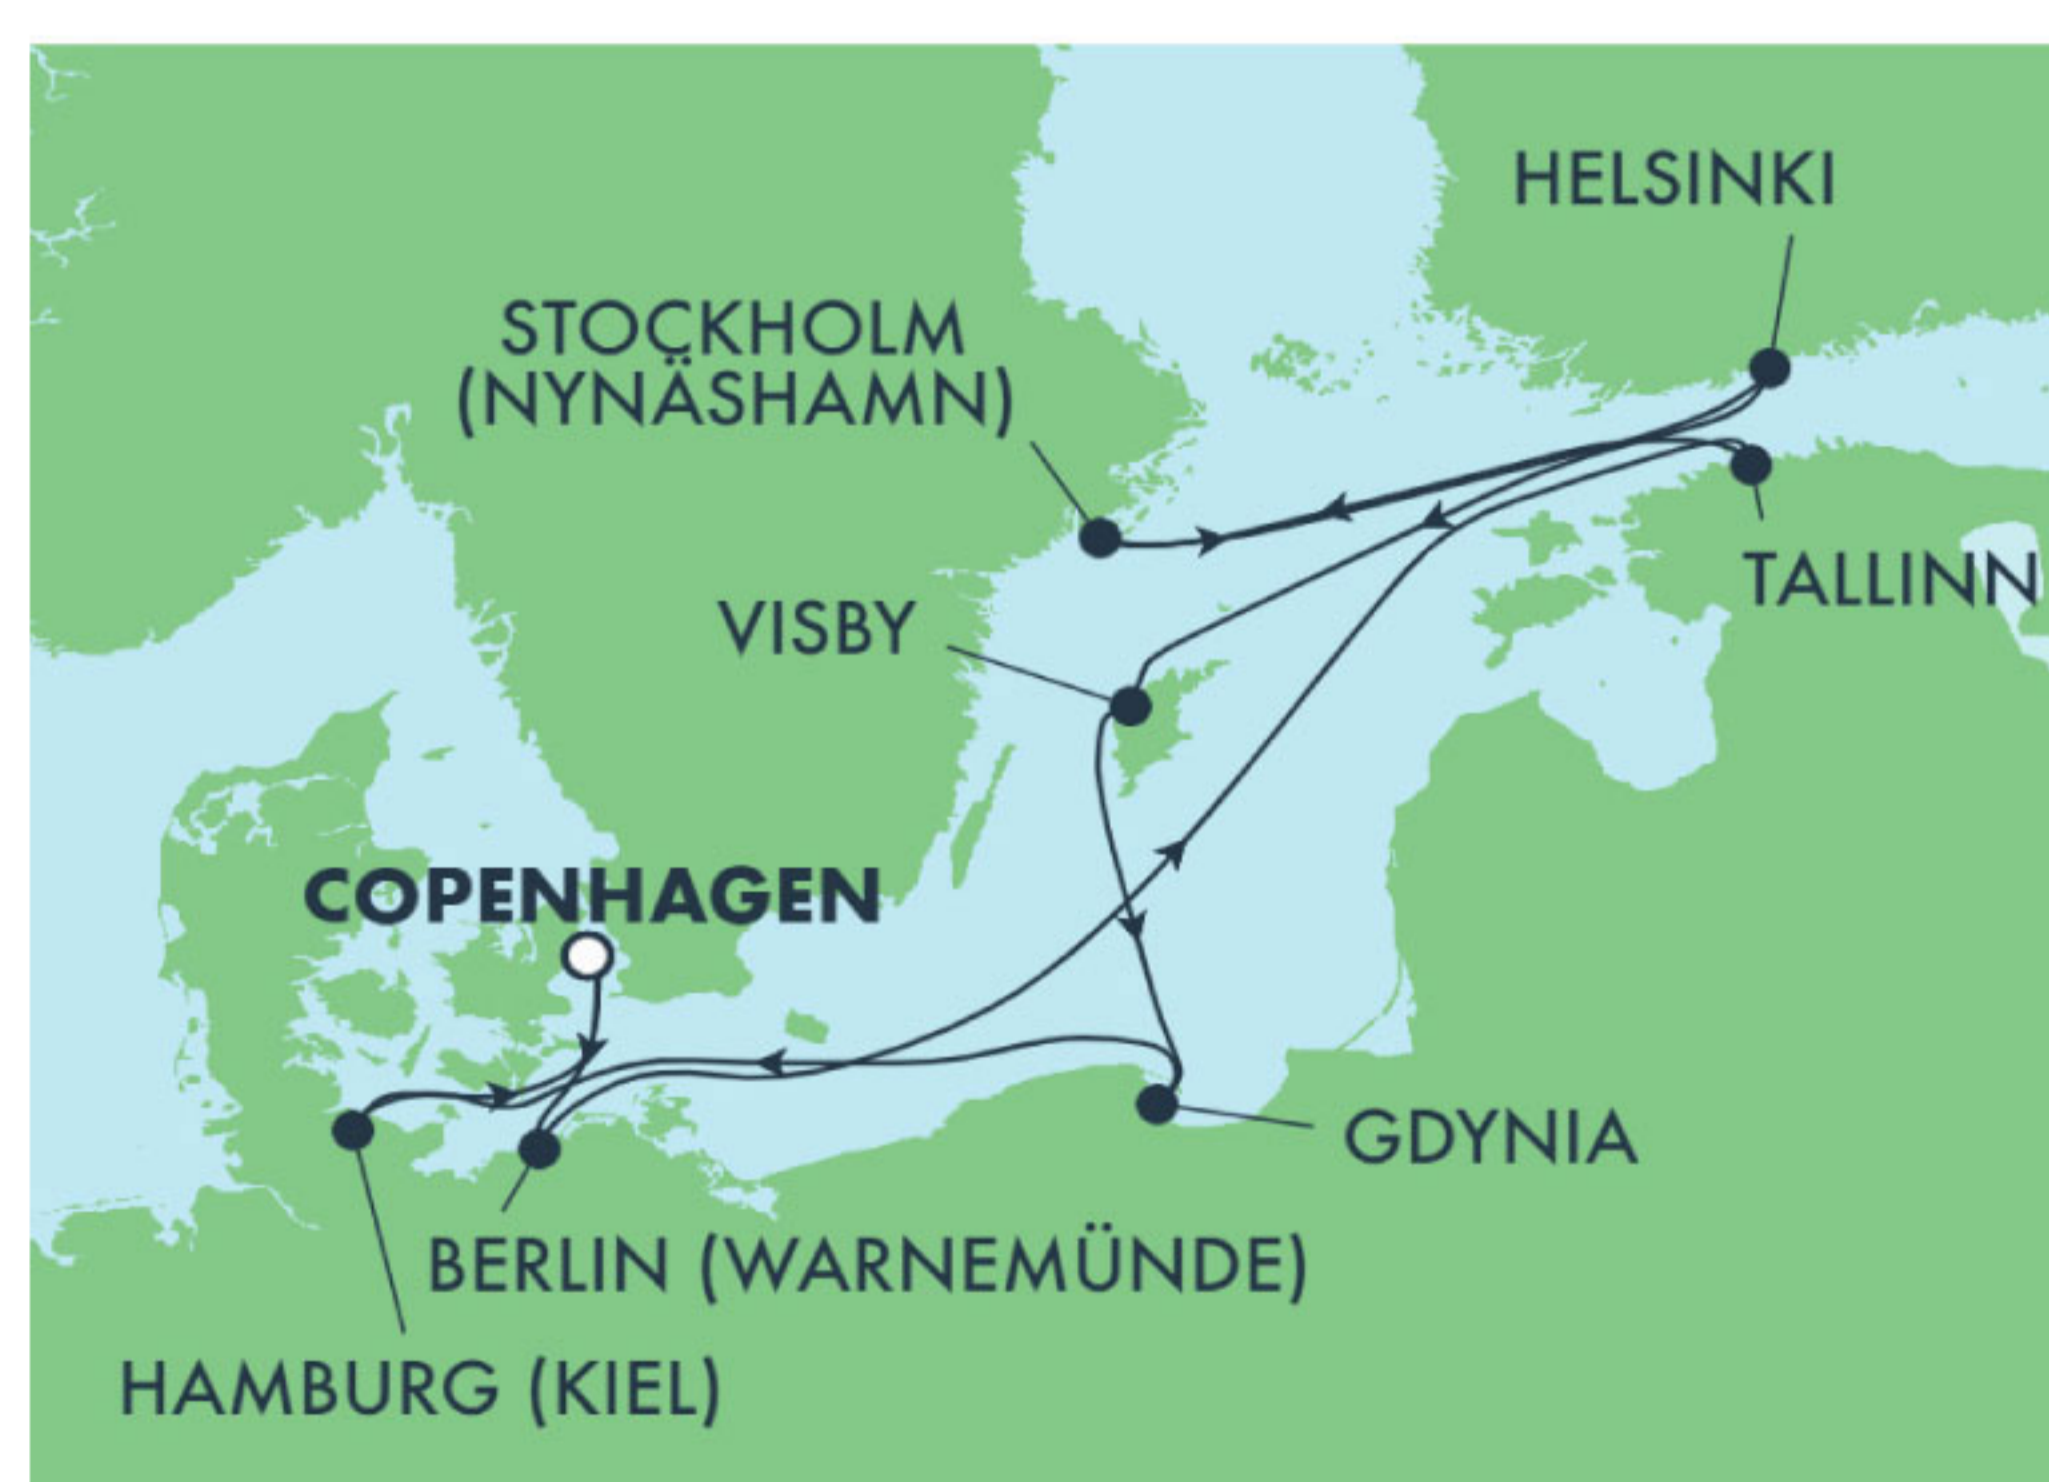 HELSINKI
STOCKHOLM
(NYNÄSHAMN)
TALLINN
VISBY
COPENHAGEN
GDYNIA
BERLIN (WARNEMÜNDE)
HAMBURG (KIEL)